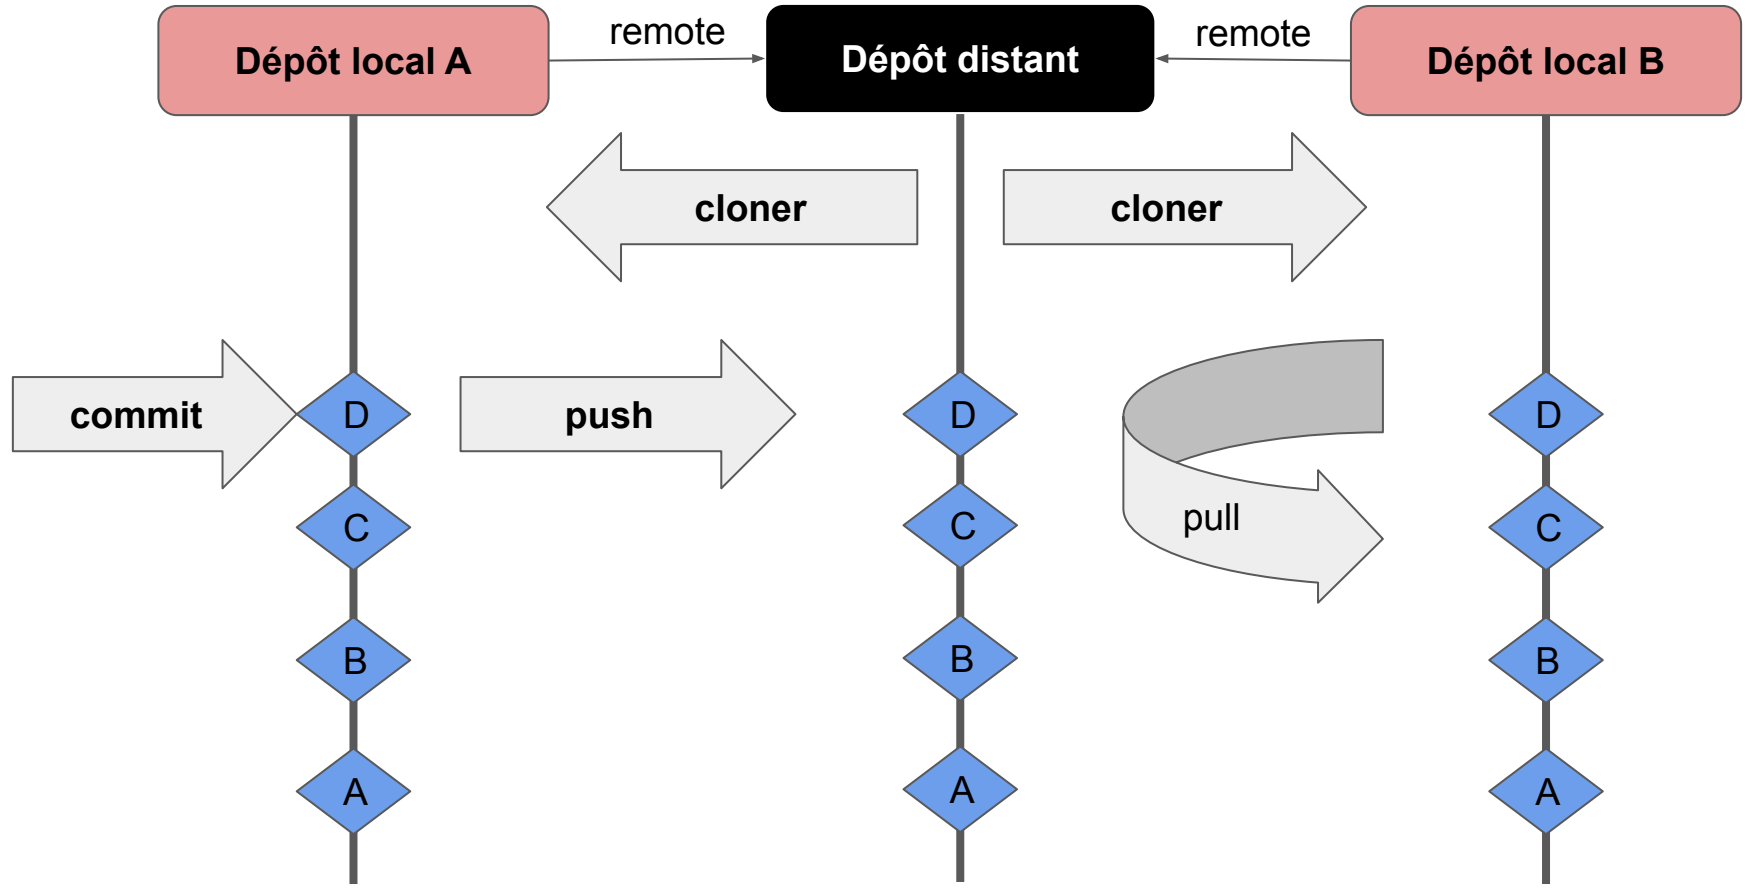 Dépôt local A
remote
Dépôt distant
remote
Dépôt local B
cloner
cloner
commit
D
push
D
D
C
C
pull
C
B
B
B
A
A
A